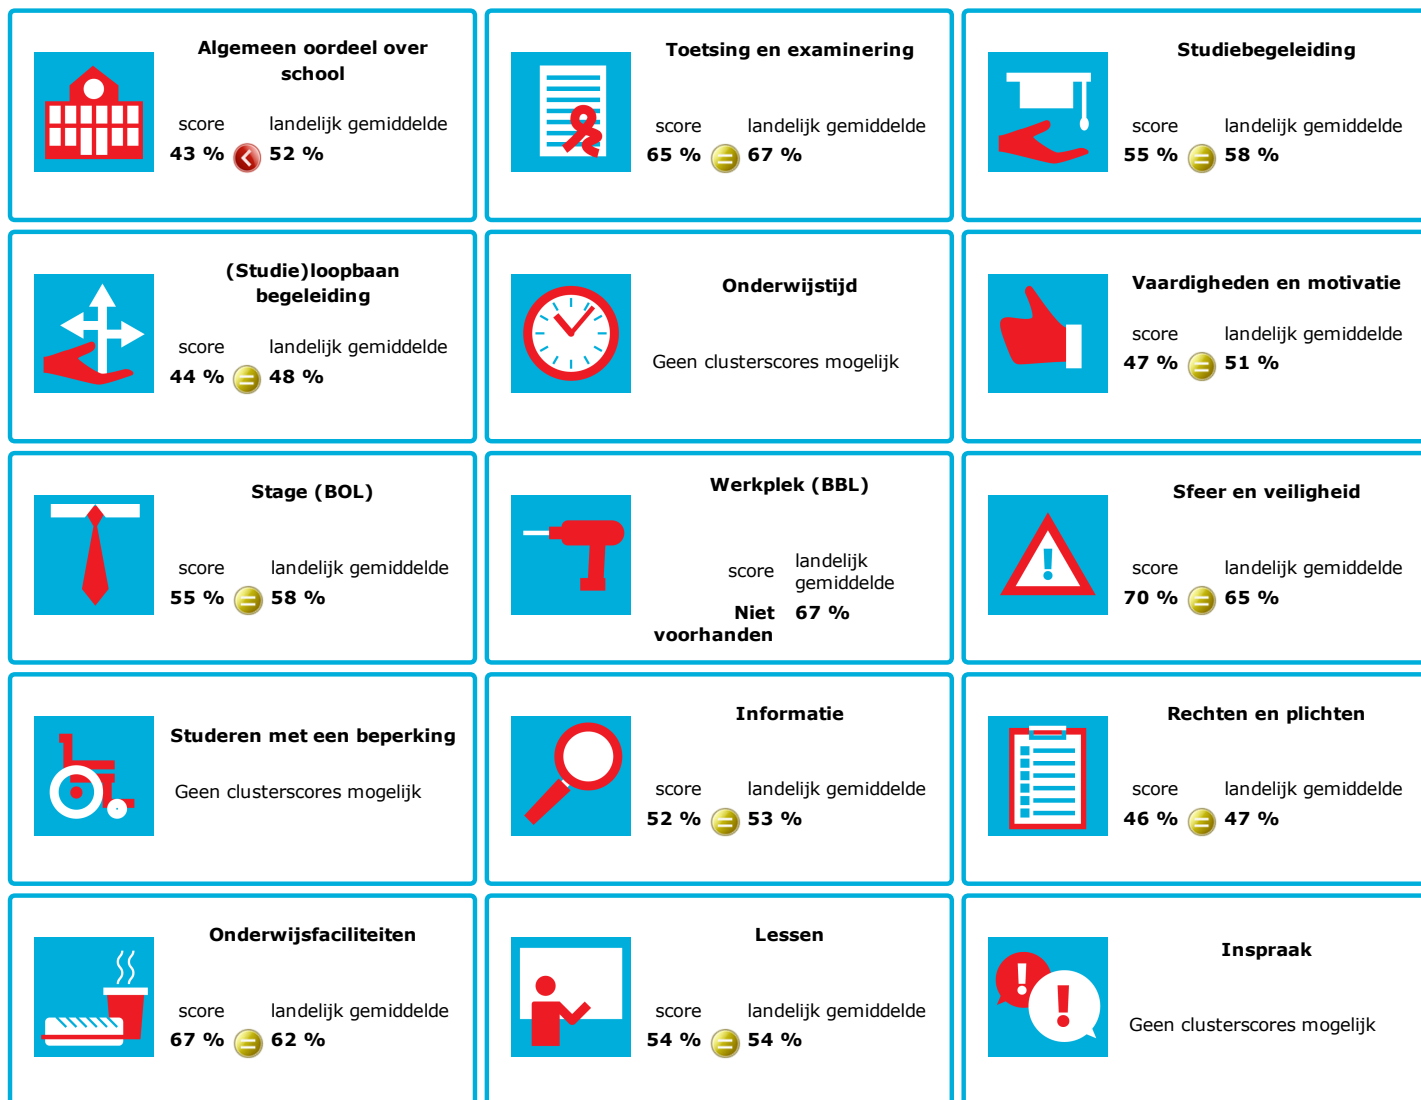 Algemeen oordeel over
school
score landelijk gemiddelde
43 % < 52 %
Toetsing en examinering
score landelijk gemiddelde
65 % = 67 %
Studiebegeleiding
score landelijk gemiddelde
55 % = 58 %
(Studie)loopbaan
begeleiding
score landelijk gemiddelde
44 % = 48 %
Onderwijstijd
Geen clusterscores mogelijk
Vaardigheden en motivatie
score landelijk gemiddelde
47 % = 51 %
Stage (BOL)
score landelijk gemiddelde
55 % = 58 %
Werkplek (BBL)
score landelijk
gemiddelde
Niet 67 %
voorhanden
Sfeer en veiligheid
score landelijk gemiddelde
70 % = 65 %
Studeren met een beperking
Geen clusterscores mogelijk
Informatie
score landelijk gemiddelde
52 % = 53 %
Rechten en plichten
score landelijk gemiddelde
46 % = 47 %
Onderwijsfaciliteiten
score landelijk gemiddelde
67 % = 62 %
Lessen
score landelijk gemiddelde
54 % = 54 %
Inspraak
Geen clusterscores mogelijk